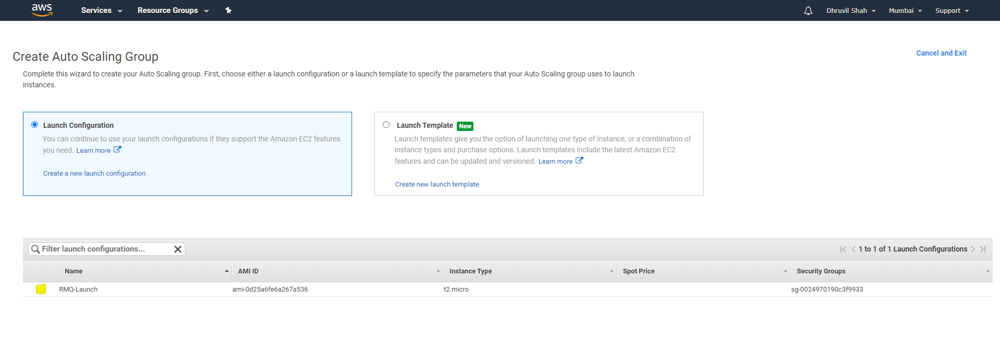 aws Services Resource Groups Dhruvil Shah Mumbai Support
Create Auto Scaling Group
Cancel and Exit
Complete this wizard to create your Auto Scaling group. First, choose either a launch configuration or a launch template to specify the parameters that your Auto Scaling group uses to launch
instances.
Launch Configuration
You can continue to use your launch configurations if they support the Amazon EC2 features
you need. Learn more
Create a new launch configuration
Launch Template New
Launch templates give you the option of launching one type of instance, or a combination of
instance types and purchase options. Launch templates include the latest Amazon EC2
features and can be updated and versioned. Learn more
Create new launch template
Filter launch configurations... 1 to 1 of 1 Launch Configurations
Name AMI ID Instance Type Spot Price Security Groups
RMQ-Launch ami-0d25a6fe6a267a536 t2.micro sg-0024970190c3f9933